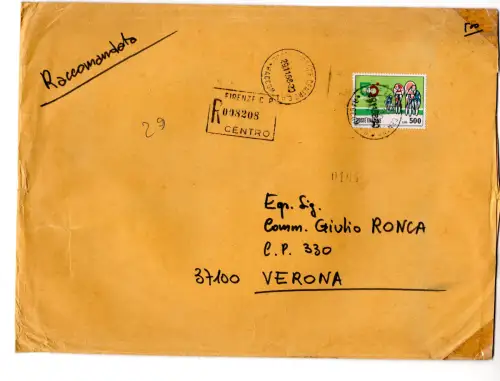 Raccomandata
FIRENZE C.P.
R 098208
CENTRO
500
29
Egr. Sig.
Comm. Giulio RONCA
C.P. 330
37100 VERONA